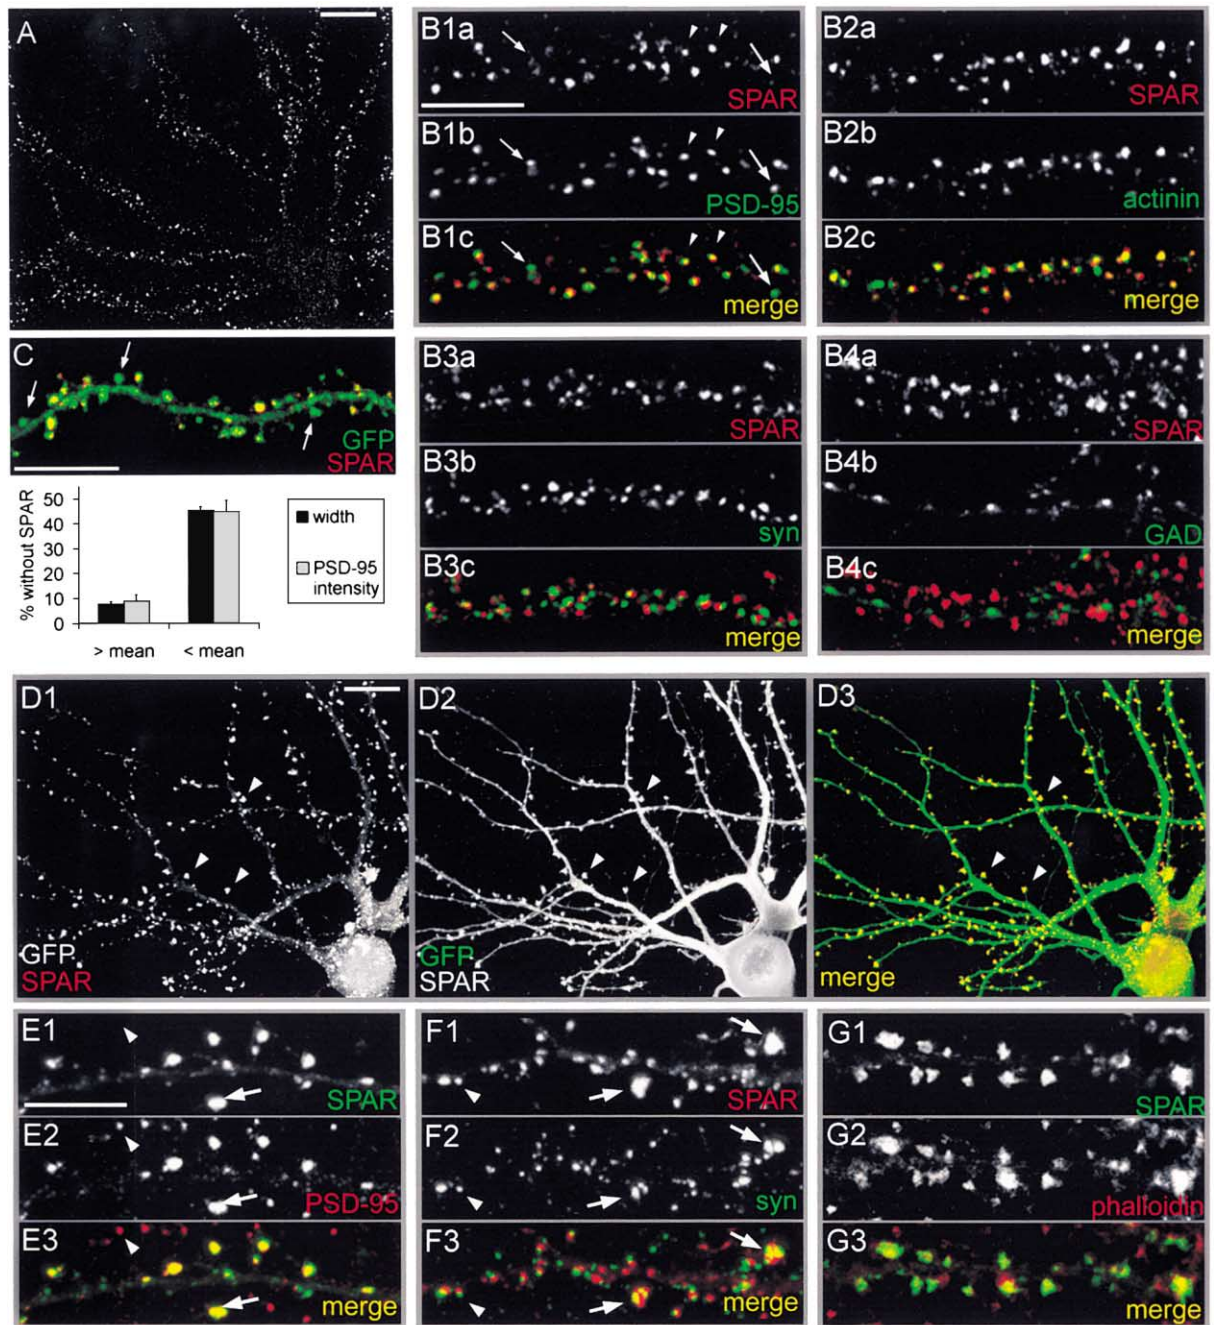 A
B1a
SPAR
B1b
PSD-95
B1c
merge
B2a
SPAR
B2b
actinin
B2c
merge
C
GFP
SPAR
% without SPAR
50
40
30
20
10
0
> mean
< mean
width
PSD-95
intensity
B3a
SPAR
B3b
syn
B3c
merge
B4a
SPAR
B4b
GAD
B4c
merge
D1
GFP
SPAR
D2
GFP
SPAR
D3
merge
E1
SPAR
E2
PSD-95
E3
merge
F1
SPAR
F2
syn
F3
merge
G1
SPAR
G2
phalloidin
G3
merge